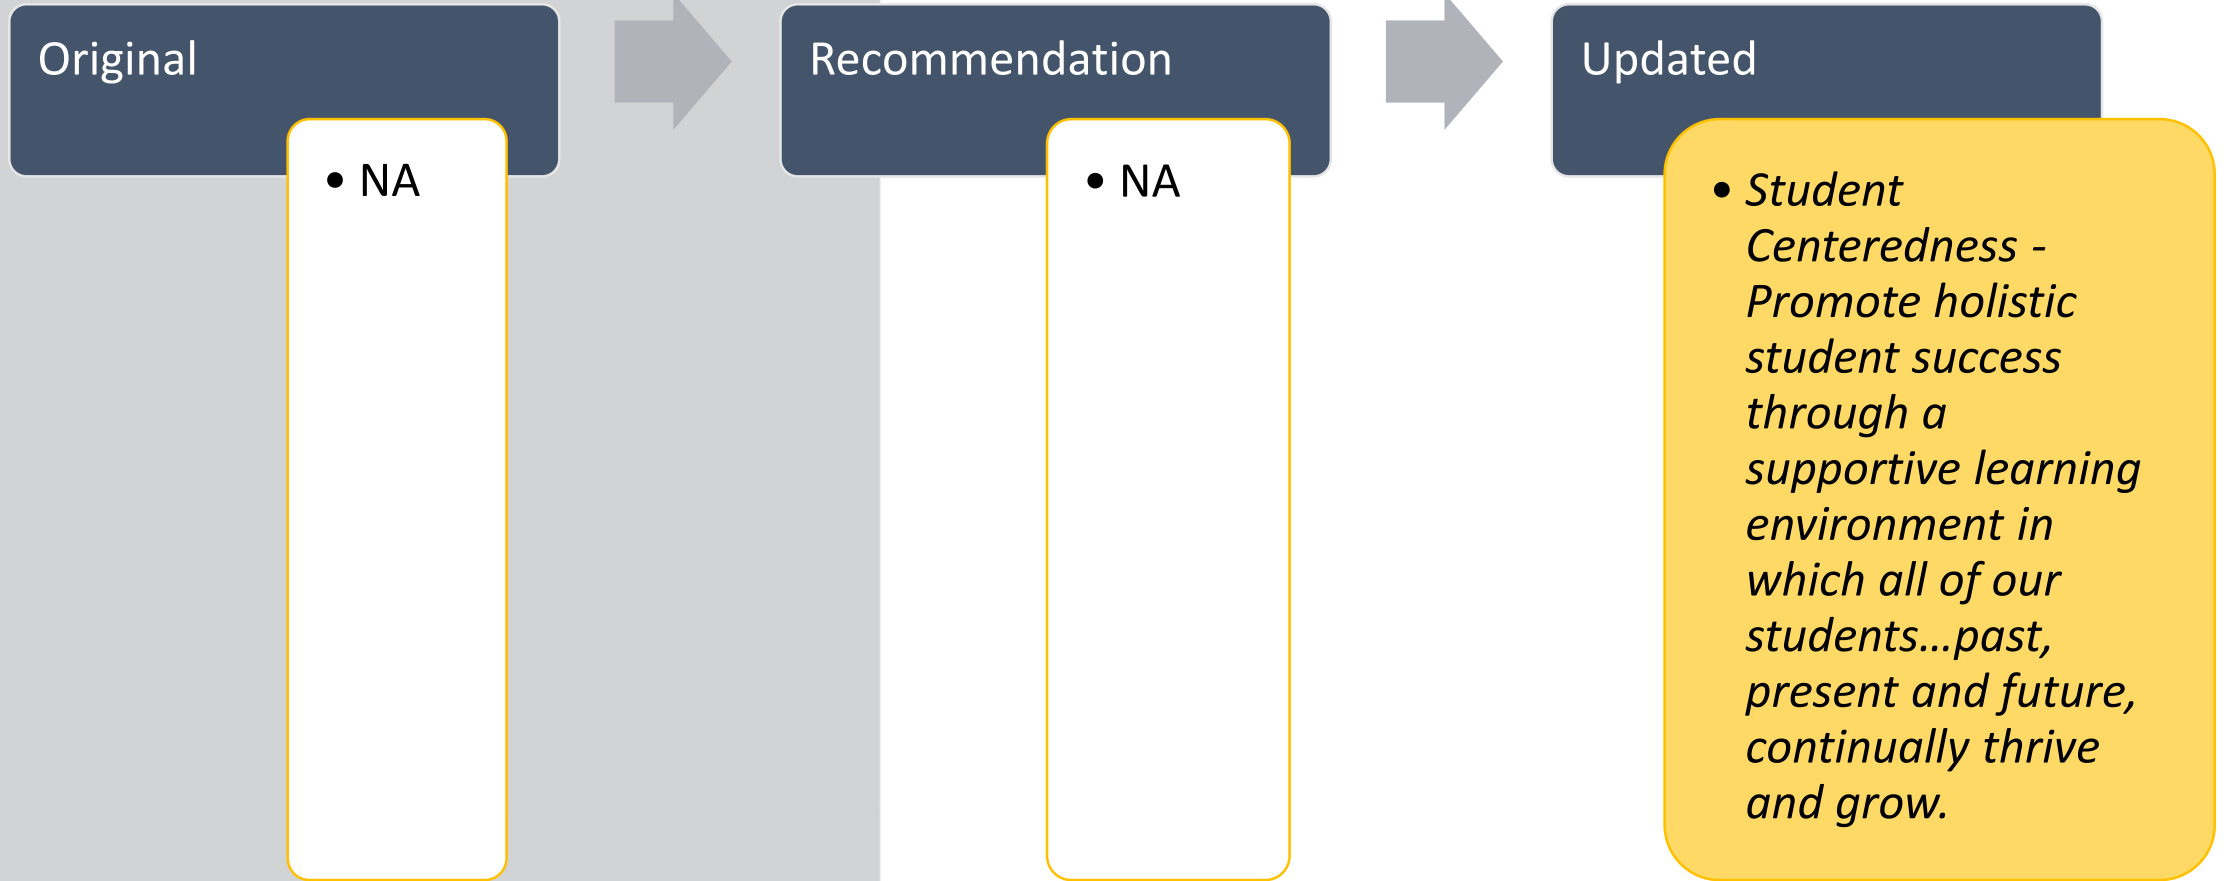 Original
• NA
Recommendation
• NA
Updated
• Student
Centeredness -
Promote holistic
student success
through a
supportive learning
environment in
which all of our
students…past,
present and future,
continually thrive
and grow.